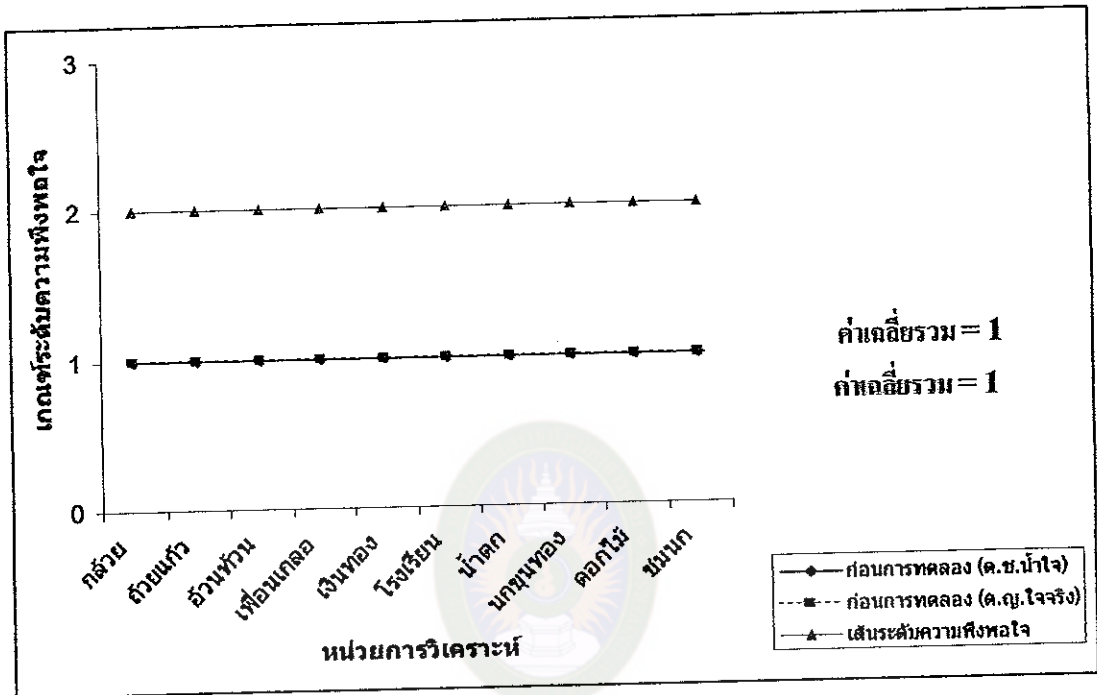 เกณฑ์ระดับความพึงพอใจ
3
2
1
0
กล้วย
ถ้วยแก้ว
อ้วนท้วน
เพื่อนเกลอ
เงินทอง
โรงเรียน
น้ำตก
นกขุนทอง
ดอกไม้
ชมนก
หน่วยการวิเคราะห์
ค่าเฉลี่ยรวม = 1
ค่าเฉลี่ยรวม = 1
ก่อนการทดลอง (ด.ช.น้ำใจ)
ก่อนการทดลอง (ด.ญ.ใจจริง)
เส้นระดับความพึงพอใจ